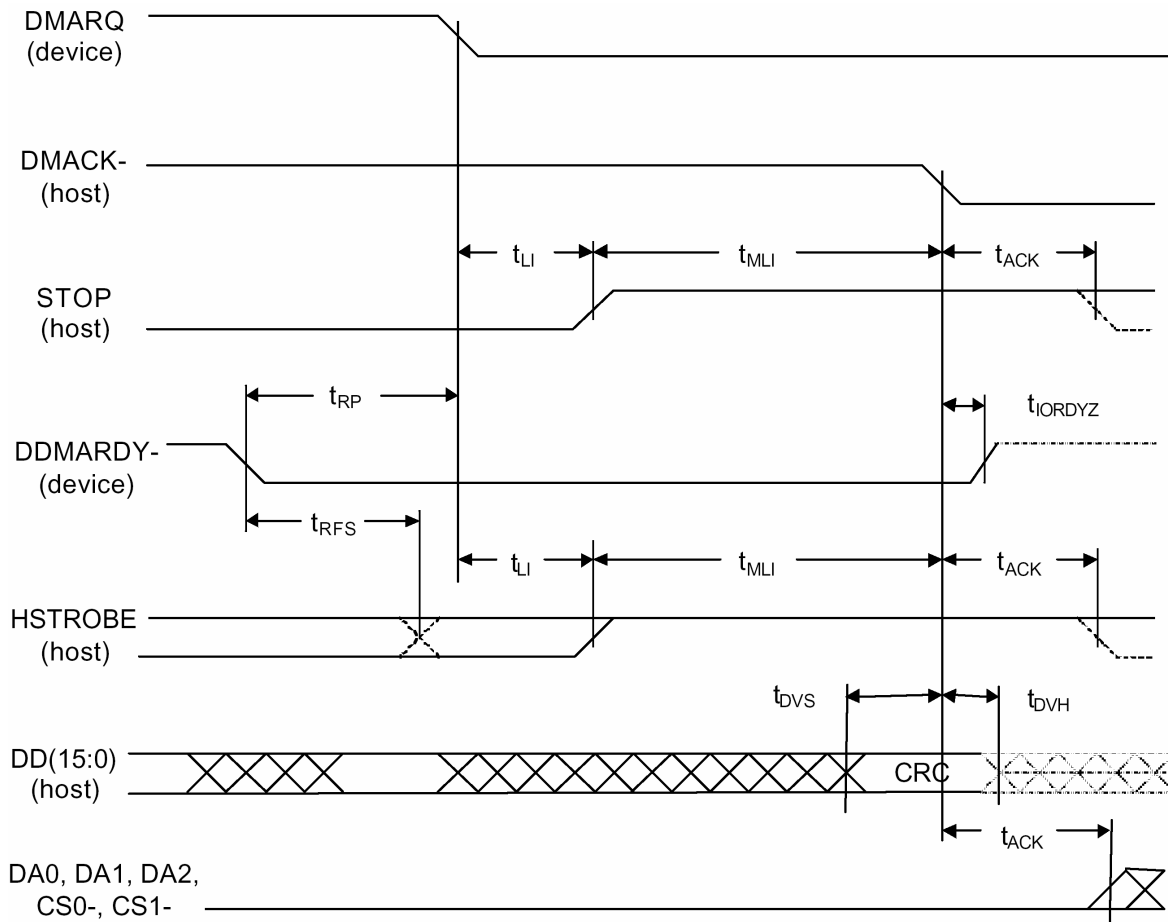 DMARQ
(device)
DMACK-
(host)
tLI
tMLI
tACK
STOP
(host)
tRP
tIORDYZ
DDMARDY-
(device)
tRFS
tLI
tMLI
tACK
HSTROBE
(host)
tDVS
tDVH
DD(15:0)
(host)
CRC
tACK
DA0, DA1, DA2,
CS0-, CS1-